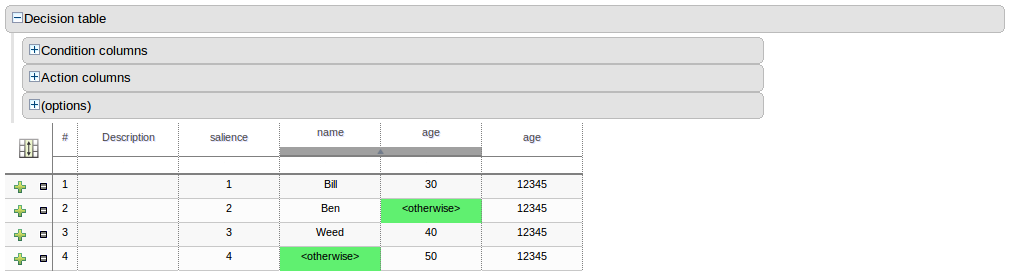 Decision table
Condition columns
Action columns
(options)
# Description salience name age age
1 1 Bill 30 12345
2 2 Ben <otherwise> 12345
3 3 Weed 40 12345
4 4 <otherwise> 50 12345